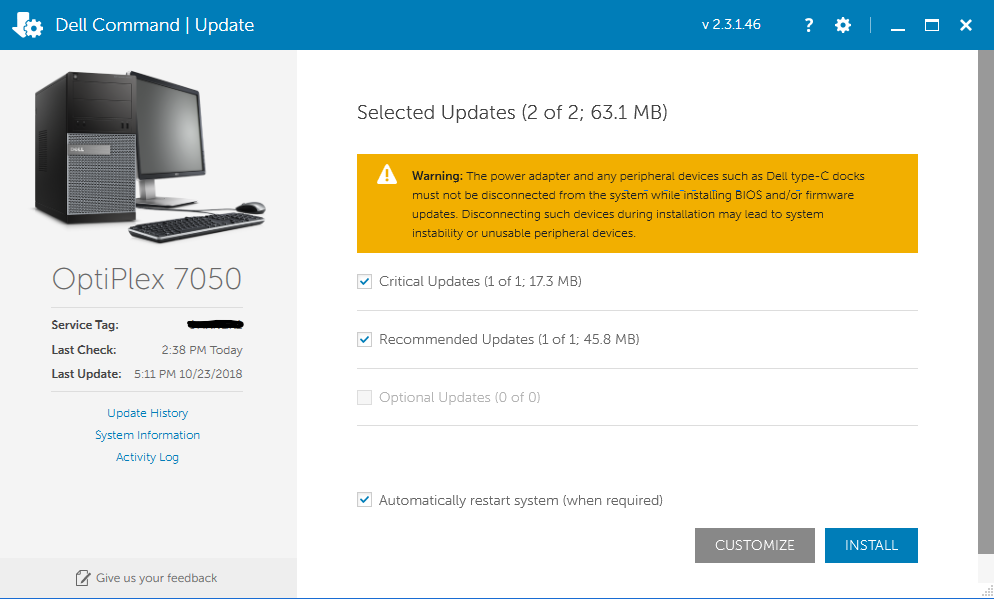 Dell Command | Update
v 2.3.1.46
?
Selected Updates (2 of 2; 63.1 MB)
Warning: The power adapter and any peripheral devices such as Dell type-C docks
must not be disconnected from the system while installing BIOS and/or firmware
updates. Disconnecting such devices during installation may lead to system
instability or unusable peripheral devices.
DELL
OptiPlex 7050
Service Tag:
Last Check: 2:38 PM Today
Last Update: 5:11 PM 10/23/2018
Update History
System Information
Activity Log
Give us your feedback
Critical Updates (1 of 1; 17.3 MB)
Recommended Updates (1 of 1; 45.8 MB)
Optional Updates (0 of 0)
Automatically restart system (when required)
CUSTOMIZE
INSTALL